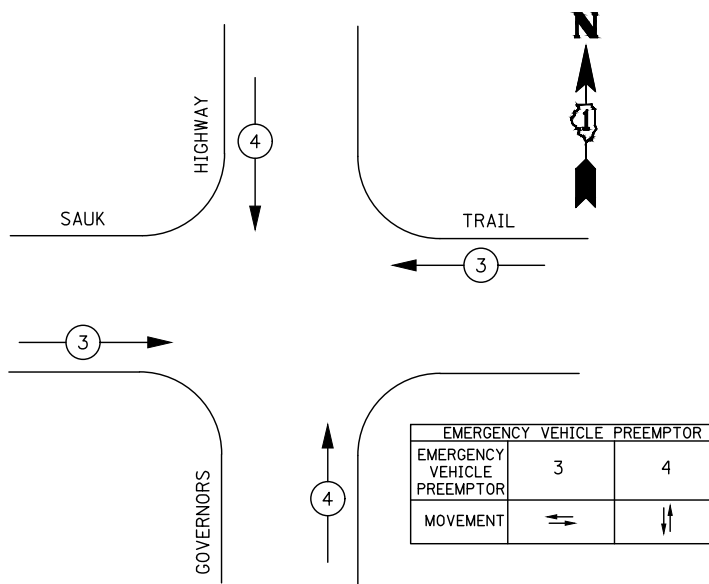 N
1
HIGHWAY
4
SAUK
TRAIL
3
3
GOVERNORS
4
EMERGENCY VEHICLE PREEMPTOR
EMERGENCY
VEHICLE
PREEMPTOR
3
4
MOVEMENT